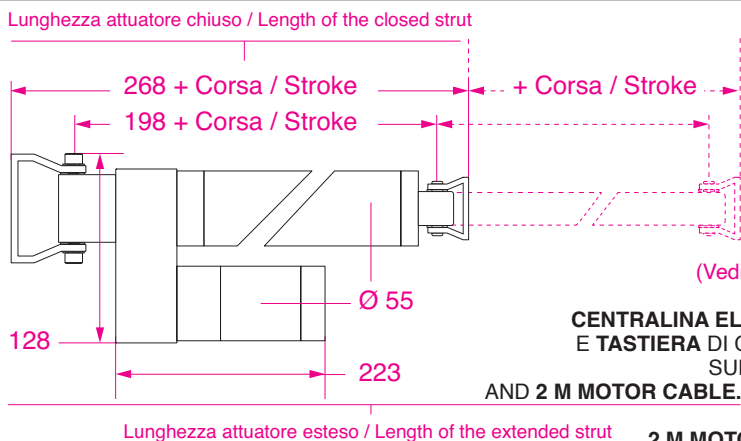 Lunghezza attuatore chiuso / Length of the closed strut
268 + Corsa / Stroke
+ Corsa / Stroke
198 + Corsa / Stroke
(Ved
Ø 55
CENTRALINA EL
128
E TASTIERA DI
SU
223
AND 2 M MOTOR CABLE.
Lunghezza attuatore esteso / Length of the extended strut
2 M MOTO